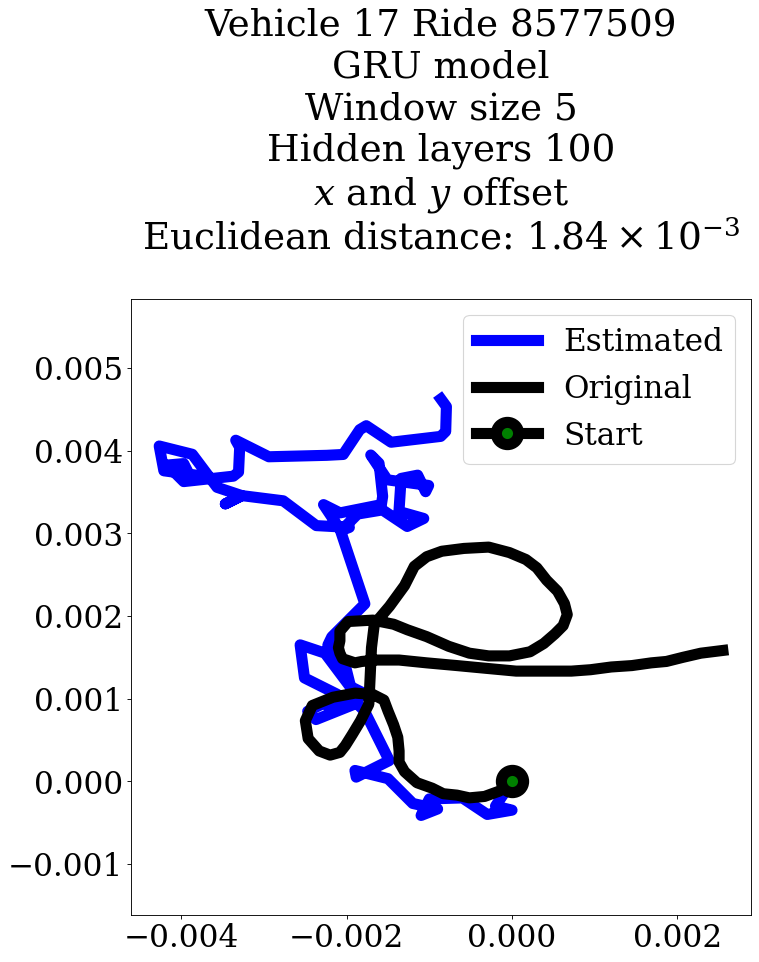 Vehicle 17 Ride 8577509
GRU model
Window size 5
Hidden layers 100
x and y offset
Euclidean distance: 1.84 × 10⁻³
Estimated
Original
Start
0.005
0.004
0.003
0.002
0.001
0.000
−0.001
−0.004
−0.002
0.000
0.002